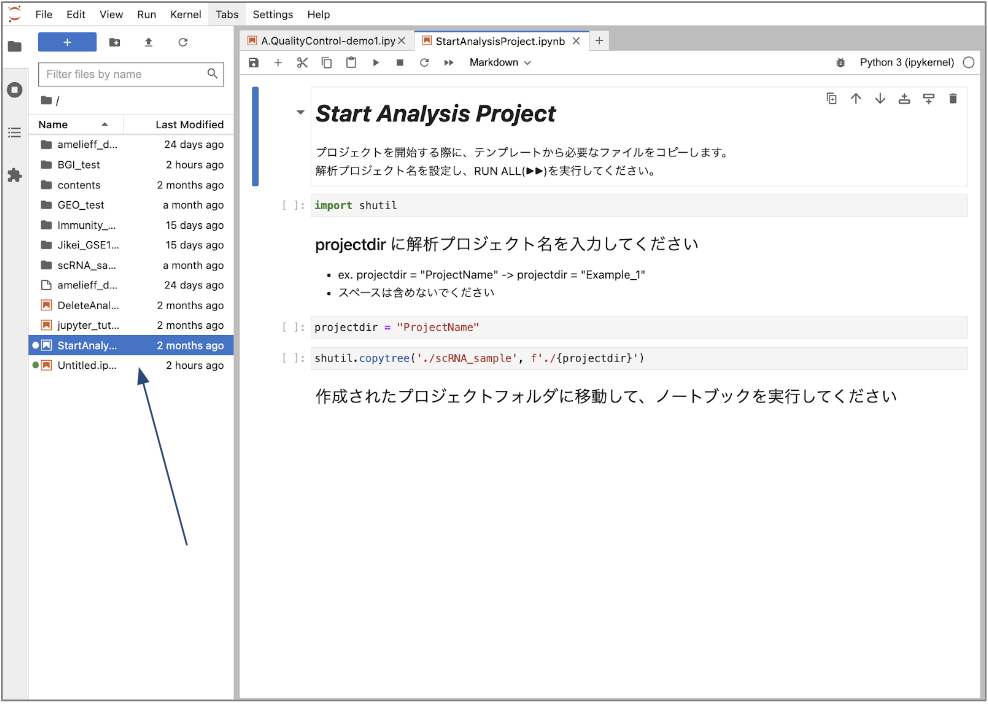 File Edit View Run Kernel Tabs Settings Help
+
Filter files by name
/
Name Last Modified
amelieff_d... 24 days ago
BGI_test 2 hours ago
contents 2 months ago
GEO_test a month ago
Immunity_... 15 days ago
Jikei_GSE1... 15 days ago
scRNA_sa... a month ago
amelieff_d... 24 days ago
DeleteAnal... 2 months ago
jupyter_tut... 2 months ago
StartAnaly... 2 months ago
Untitled.ip... 2 hours ago
A.QualityControl-demo1.ipy × StartAnalysisProject.ipynb × +
Markdown Python 3 (ipykernel)
Start Analysis Project
プロジェクトを開始する際に、テンプレートから必要なファイルをコピーします。
解析プロジェクト名を設定し、RUN ALL(▶▶)を実行してください。
[ ]: import shutil
projectdir に解析プロジェクト名を入力してください
• ex. projectdir = "ProjectName" -> projectdir = "Example_1"
• スペースは含めないでください
[ ]: projectdir = "ProjectName"
[ ]: shutil.copytree('./scRNA_sample', f'./{projectdir}')
作成されたプロジェクトフォルダに移動して、ノートブックを実行してください